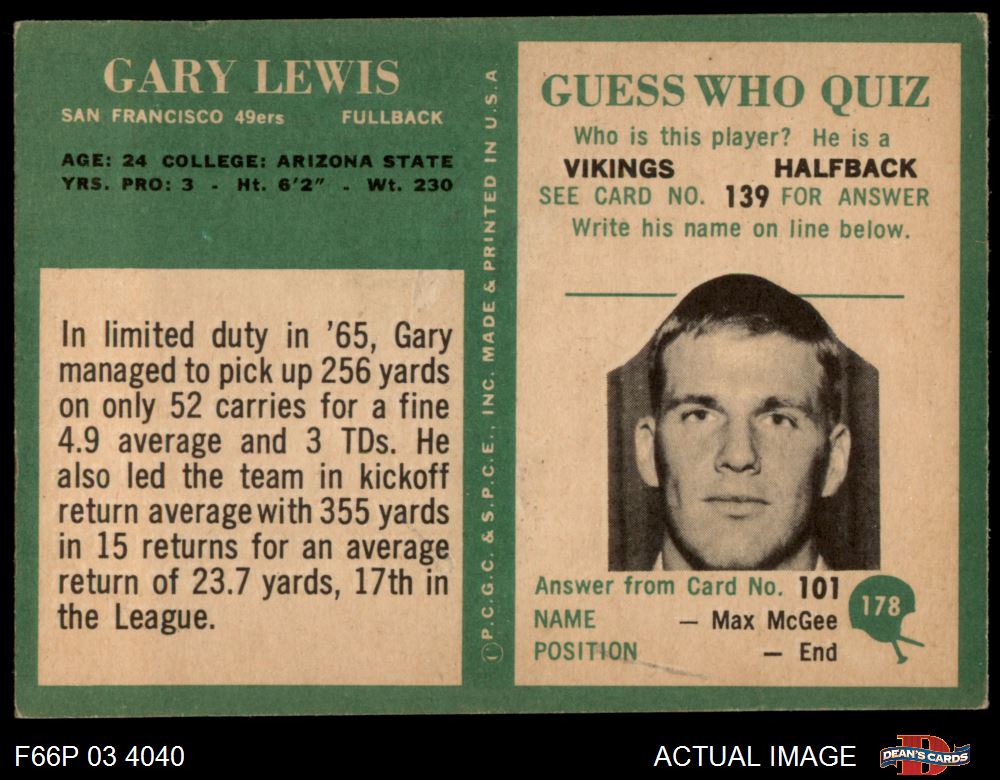 GARY LEWIS
SAN FRANCISCO 49ers FULLBACK
AGE: 24 COLLEGE: ARIZONA STATE
YRS. PRO: 3 - Ht. 6'2" - Wt. 230
In limited duty in '65, Gary
managed to pick up 256 yards
on only 52 carries for a fine
4.9 average and 3 TDs. He
also led the team in kickoff
return average with 355 yards
in 15 returns for an average
return of 23.7 yards, 17th in
the League.
Ⓒ P.C.G.C. & S.P.C.E., INC. MADE & PRINTED IN U.S.A.
GUESS WHO QUIZ
Who is this player? He is a
VIKINGS HALFBACK
SEE CARD NO. 139 FOR ANSWER
Write his name on line below.
Answer from Card No. 101
NAME — Max McGee
POSITION — End
178
F66P 03 4040
ACTUAL IMAGE
DEAN'S CARDS